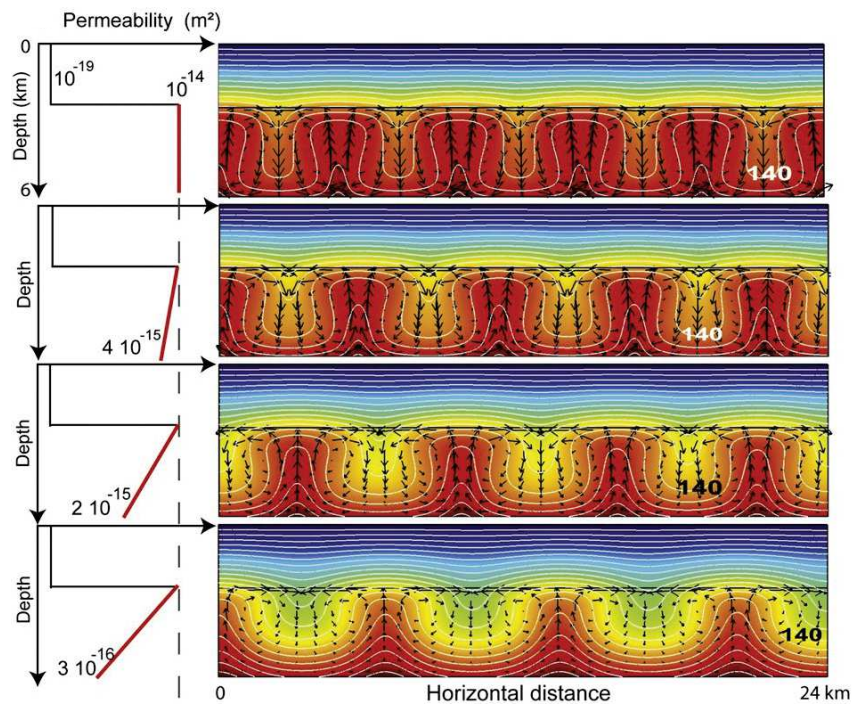 Permeability (m²)
0
10⁻¹⁹
10⁻¹⁴
Depth (km)
6
140
Depth
4 10⁻¹⁵
140
Depth
2 10⁻¹⁵
140
Depth
3 10⁻¹⁶
140
0
Horizontal distance
24 km